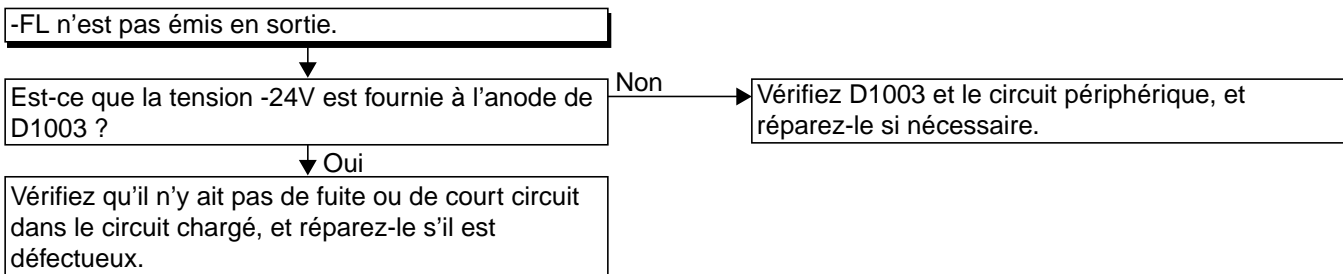 -FL n'est pas émis en sortie.
Est-ce que la tension -24V est fournie à l’anode de
D1003 ?
Non
Vérifiez D1003 et le circuit périphérique, et
réparez-le si nécessaire.
Oui
Vérifiez qu’il n’y ait pas de fuite ou de court circuit
dans le circuit chargé, et réparez-le s’il est
défectueux.